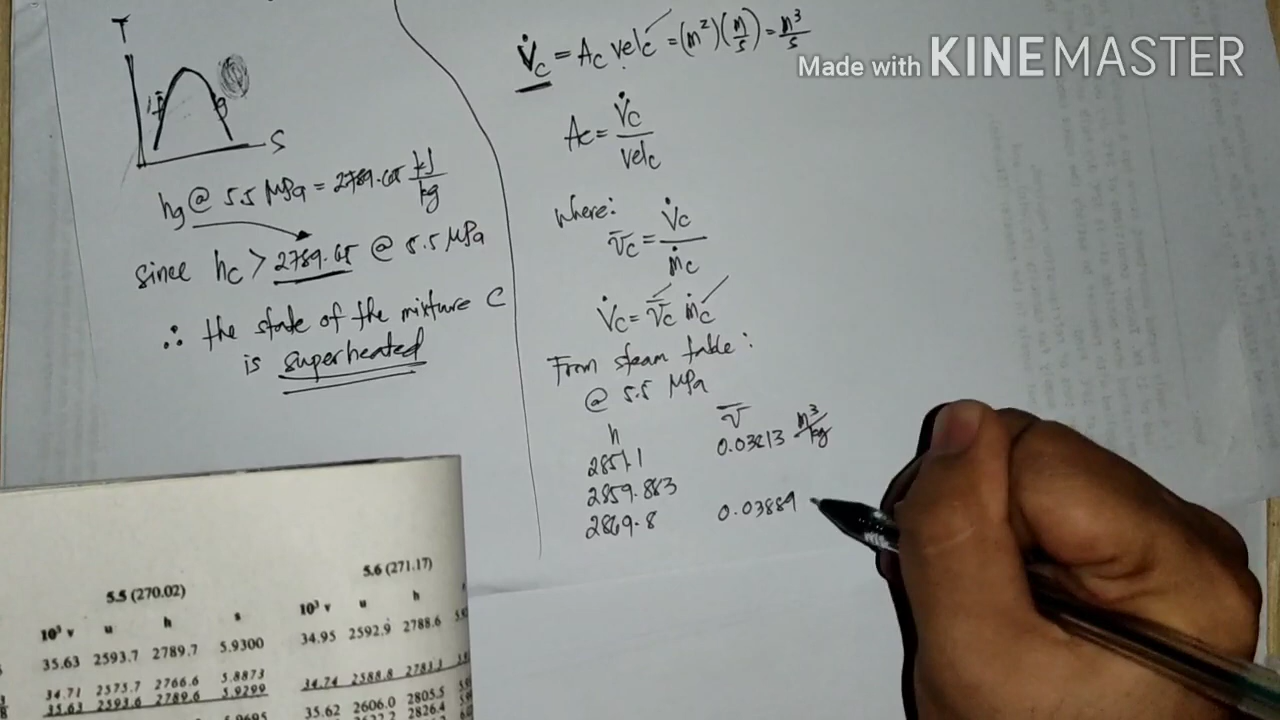 T
S
hg @ 5.5 MPa = 2789.65 kJ/kg
since hc > 2789.65 @ 5.5 MPa
∴ the state of the mixture C
is superheated
V̇c = Ac velc = (m²)(m/s) = m³/s
Ac = V̇c/velc
Where:
v̄c = V̇c/ṁc
V̇c = v̄c ṁc
From steam table:
@ 5.5 MPa
h v̄
2851.1 0.03813 m³/kg
2859.883
2869.8 0.03889
Made with KINEMASTER
5.5 (270.02) 5.6 (271.17)
10³ v u h s 10³ v u h
35.63 2593.7 2789.7 5.9300 34.95 2592.9 2788.6
34.71 2575.7 2766.6 5.8873 34.74 2588.8 2783.1
35.63 2593.6 2789.6 5.9299
35.62 2606.0 2805.5
2826.4